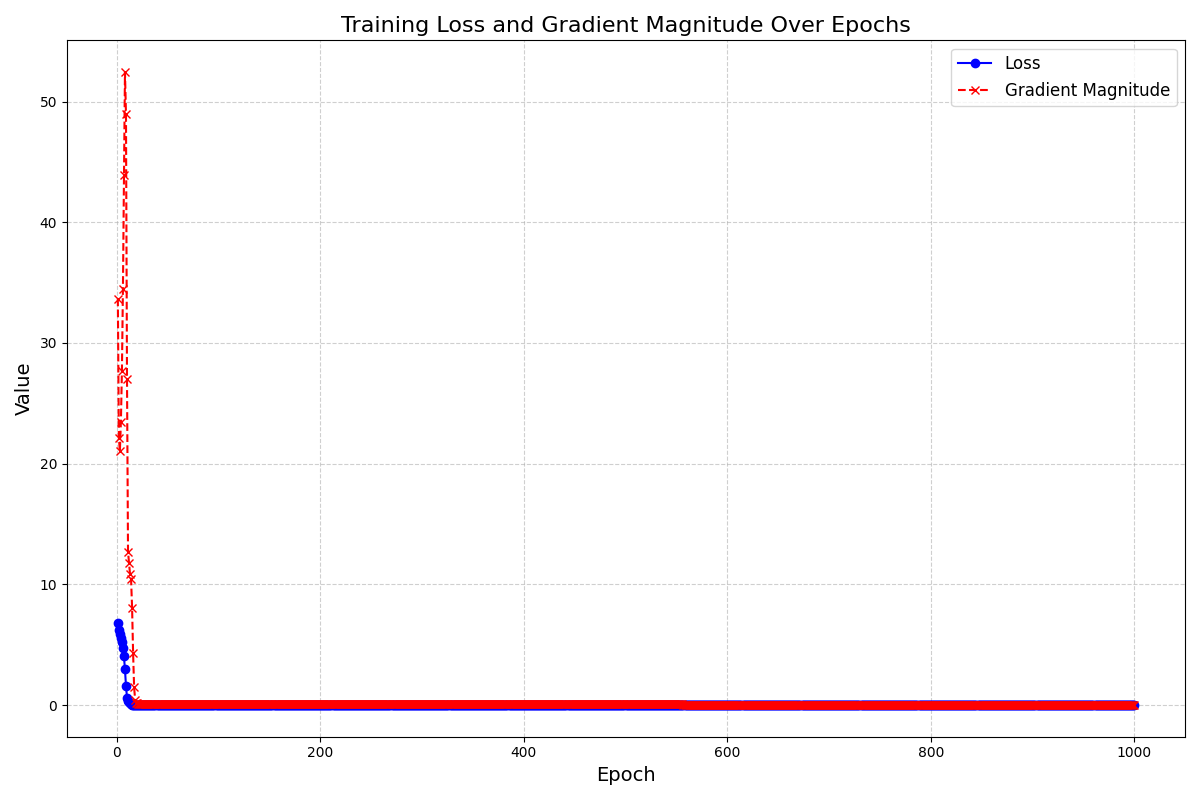 Training Loss and Gradient Magnitude Over Epochs
Loss
Gradient Magnitude
Value
50
40
30
20
10
0
0 200 400 600 800 1000
Epoch